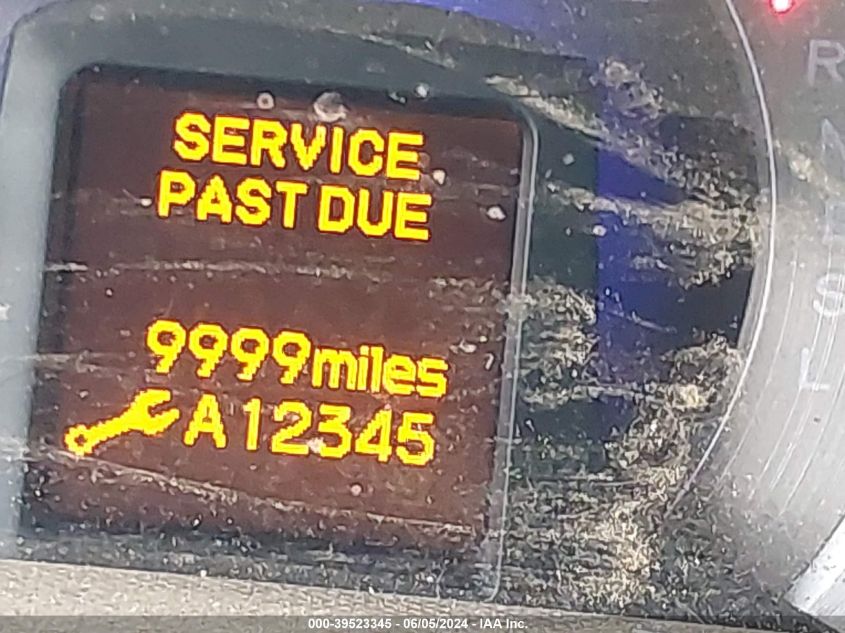 SERVICE
PAST DUE
9999miles
A12345
R
N
D
S
L
000-39523345 - 06/05/2024 - IAA Inc.